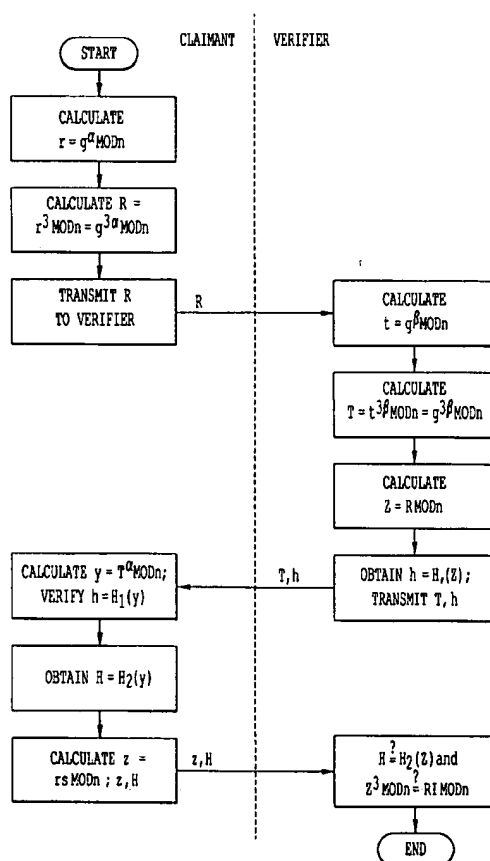 CLAIMANT VERIFIER
START
CALCULATE
r = g^α MODn
CALCULATE R =
r^3 MODn = g^3α MODn
TRANSMIT R
TO VERIFIER
R
CALCULATE
t = g^β MODn
CALCULATE
T = t^3β MODn = g^3β MODn
CALCULATE
Z = RMODn
OBTAIN h = H,(Z) ;
TRANSMIT T, h
T, h
CALCULATE y = T^α MODn;
VERIFY h = H₁(y)
OBTAIN H = H₂(y)
CALCULATE z =
rs MODn ; z, H
z, H
H ≟ H₂(Z) and
Z^3 MODn ≟ RI MODn
END